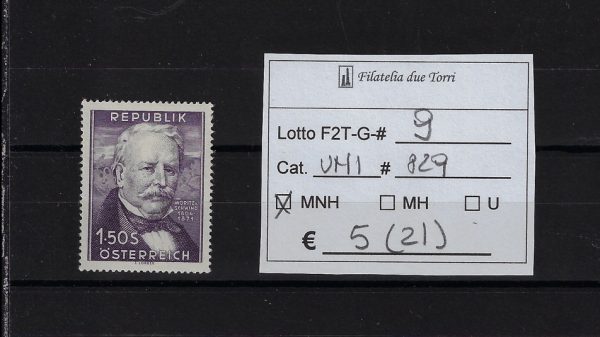 REPUBLIK
MORITZ v.
SCHWIND
1804
1871
1·50S
ÖSTERREICH
Filatelia due Torri
Lotto F2T-G-# 9
Cat. UM1 # 829
MNH MH U
€ 5 (21)